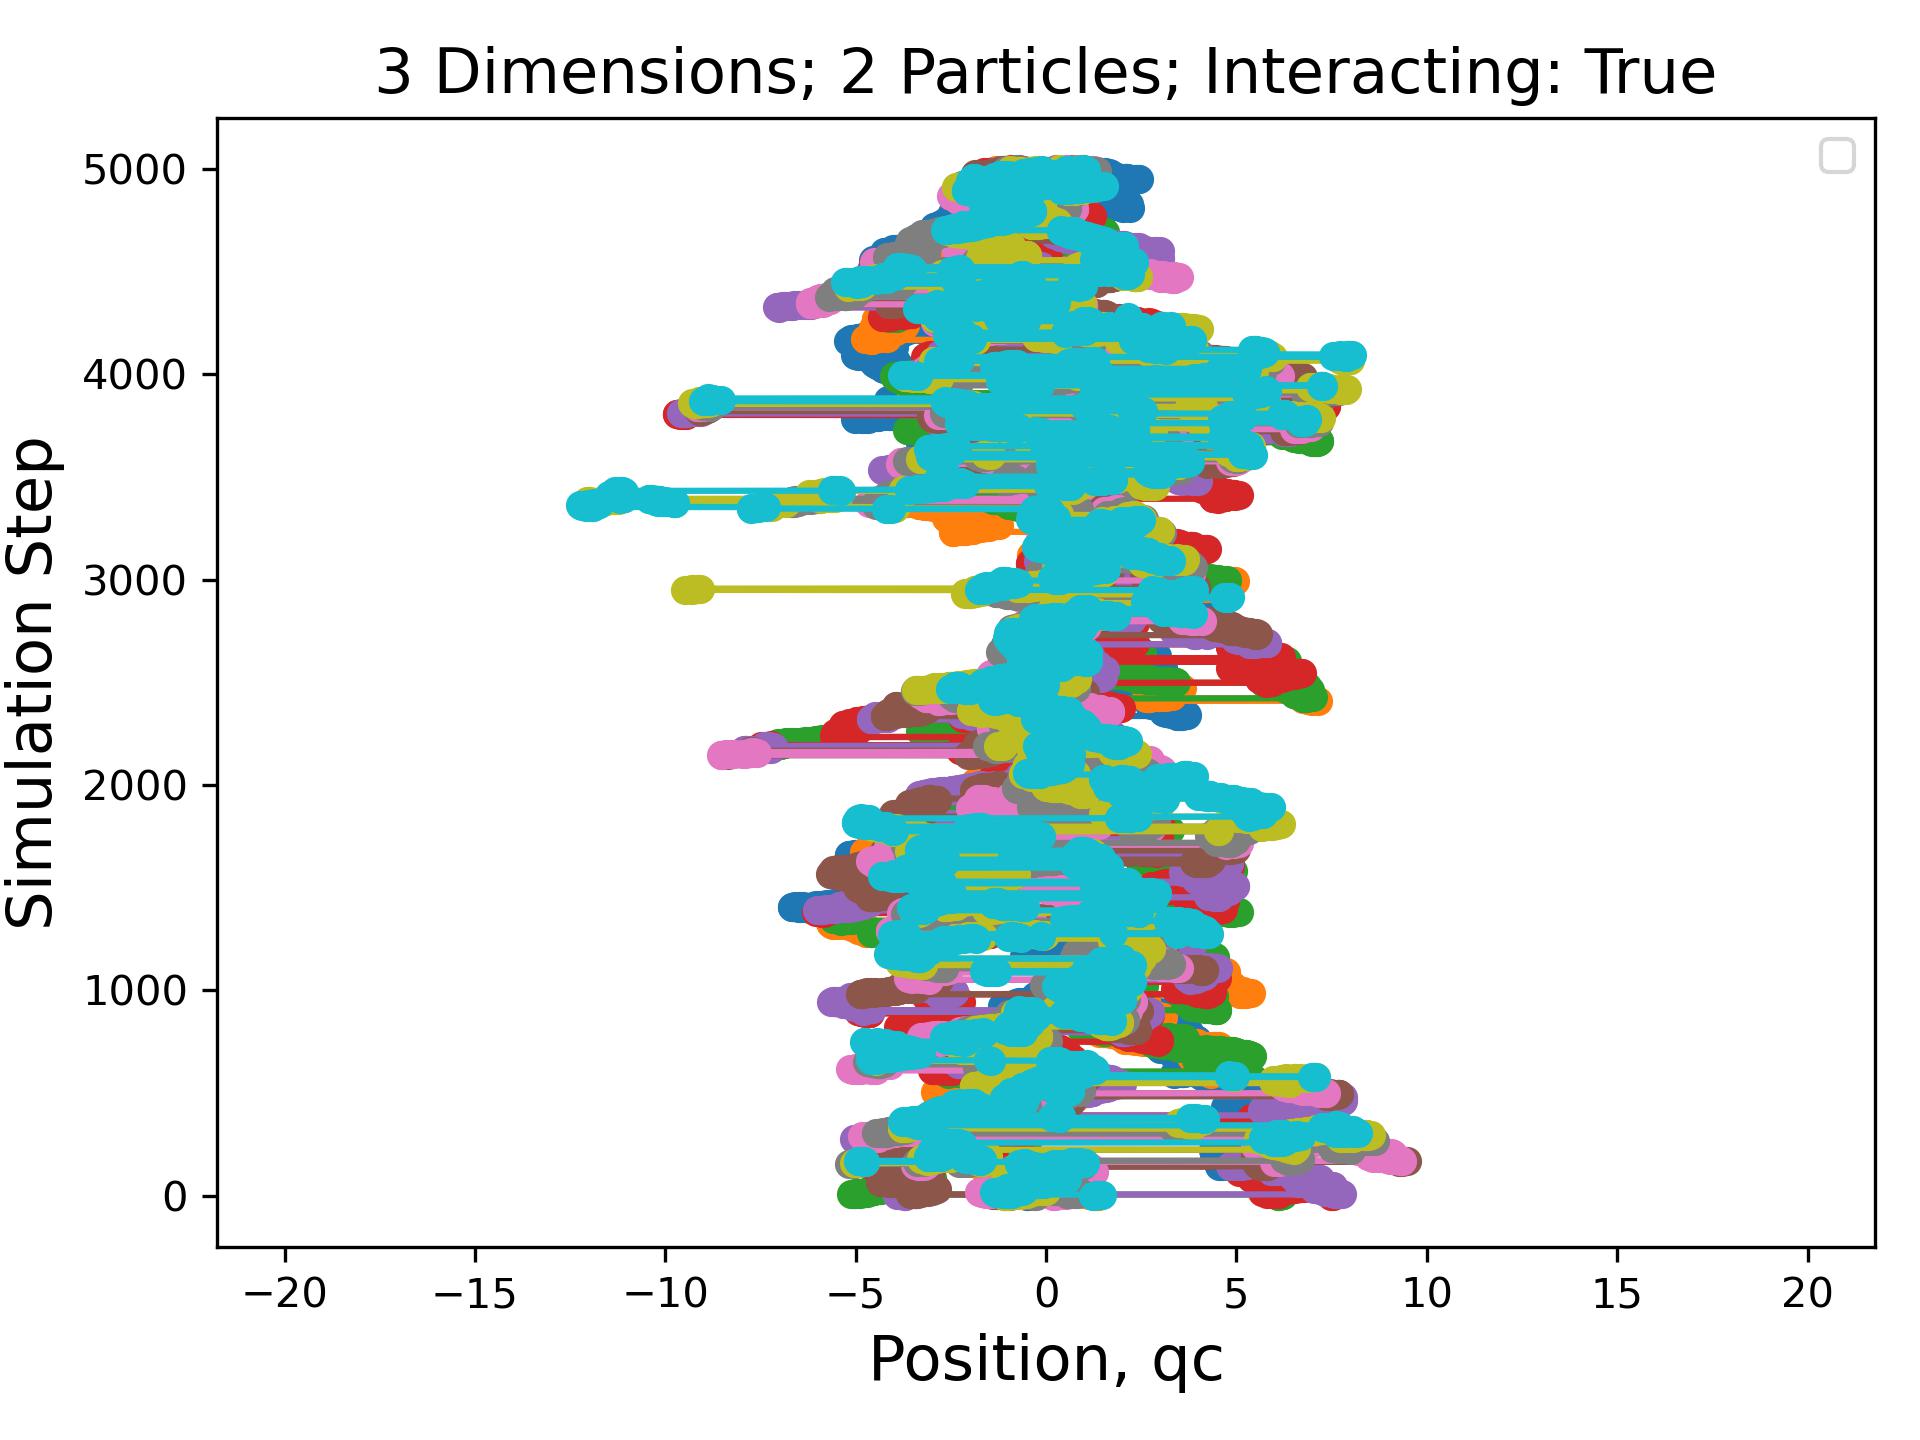 3 Dimensions; 2 Particles; Interacting: True
Simulation Step
5000
4000
3000
2000
1000
0
−20 −15 −10 −5 0 5 10 15 20
Position, qc